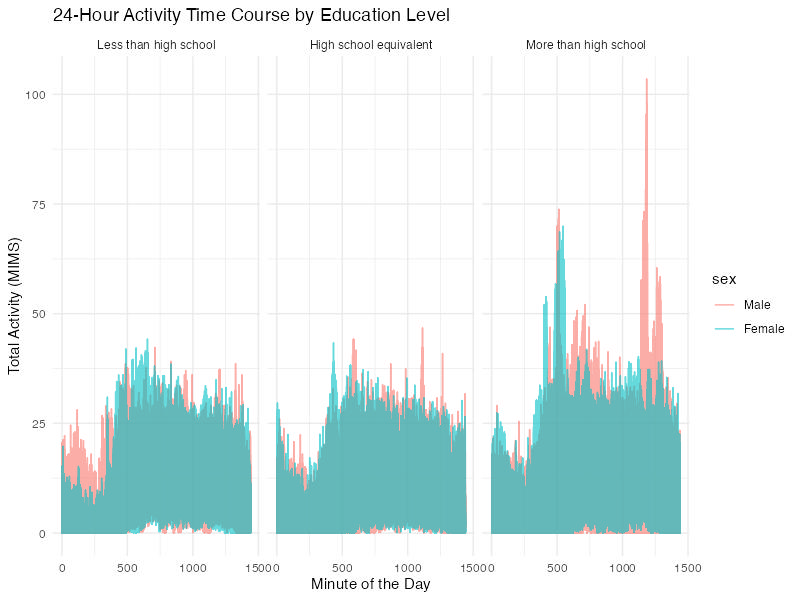 24-Hour Activity Time Course by Education Level
Less than high school
High school equivalent
More than high school
100
75
50
25
0
Total Activity (MIMS)
0 500 1000 1500 0 500 1000 1500 0 500 1000 1500
Minute of the Day
sex
Male
Female